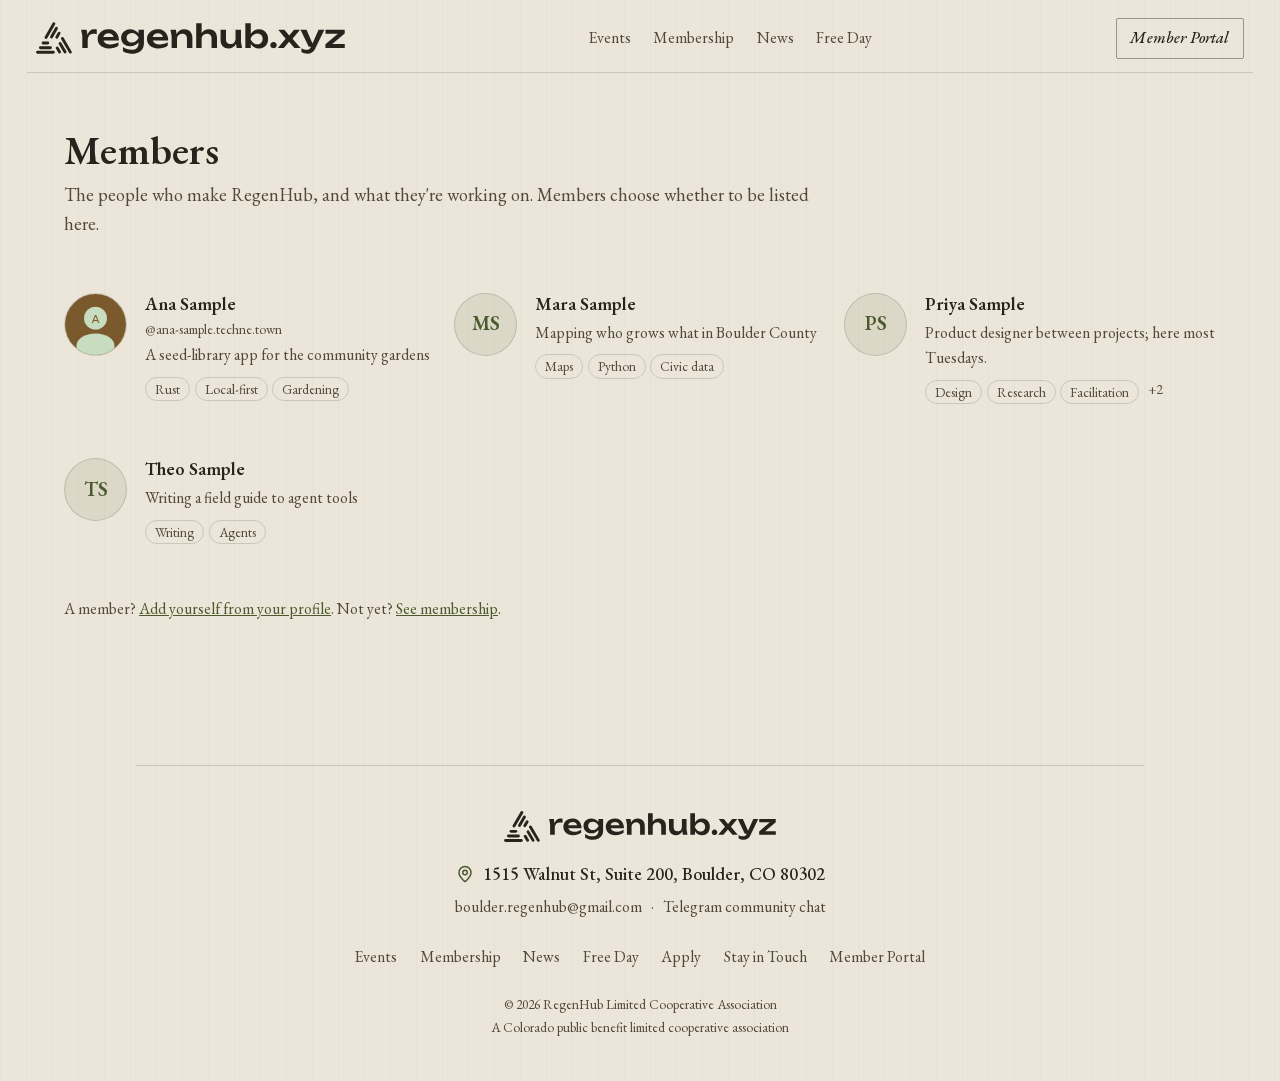 regenhub.xyz
Events Membership News Free Day
Member Portal
Members
The people who make RegenHub, and what they're working on. Members choose whether to be listed
here.
A
Ana Sample
@ana-sample.techne.town
A seed-library app for the community gardens
Rust Local-first Gardening
MS
Mara Sample
Mapping who grows what in Boulder County
Maps Python Civic data
PS
Priya Sample
Product designer between projects; here most
Tuesdays.
Design Research Facilitation +2
TS
Theo Sample
Writing a field guide to agent tools
Writing Agents
A member? Add yourself from your profile. Not yet? See membership.
regenhub.xyz
1515 Walnut St, Suite 200, Boulder, CO 80302
boulder.regenhub@gmail.com · Telegram community chat
Events Membership News Free Day Apply Stay in Touch Member Portal
© 2026 RegenHub Limited Cooperative Association
A Colorado public benefit limited cooperative association